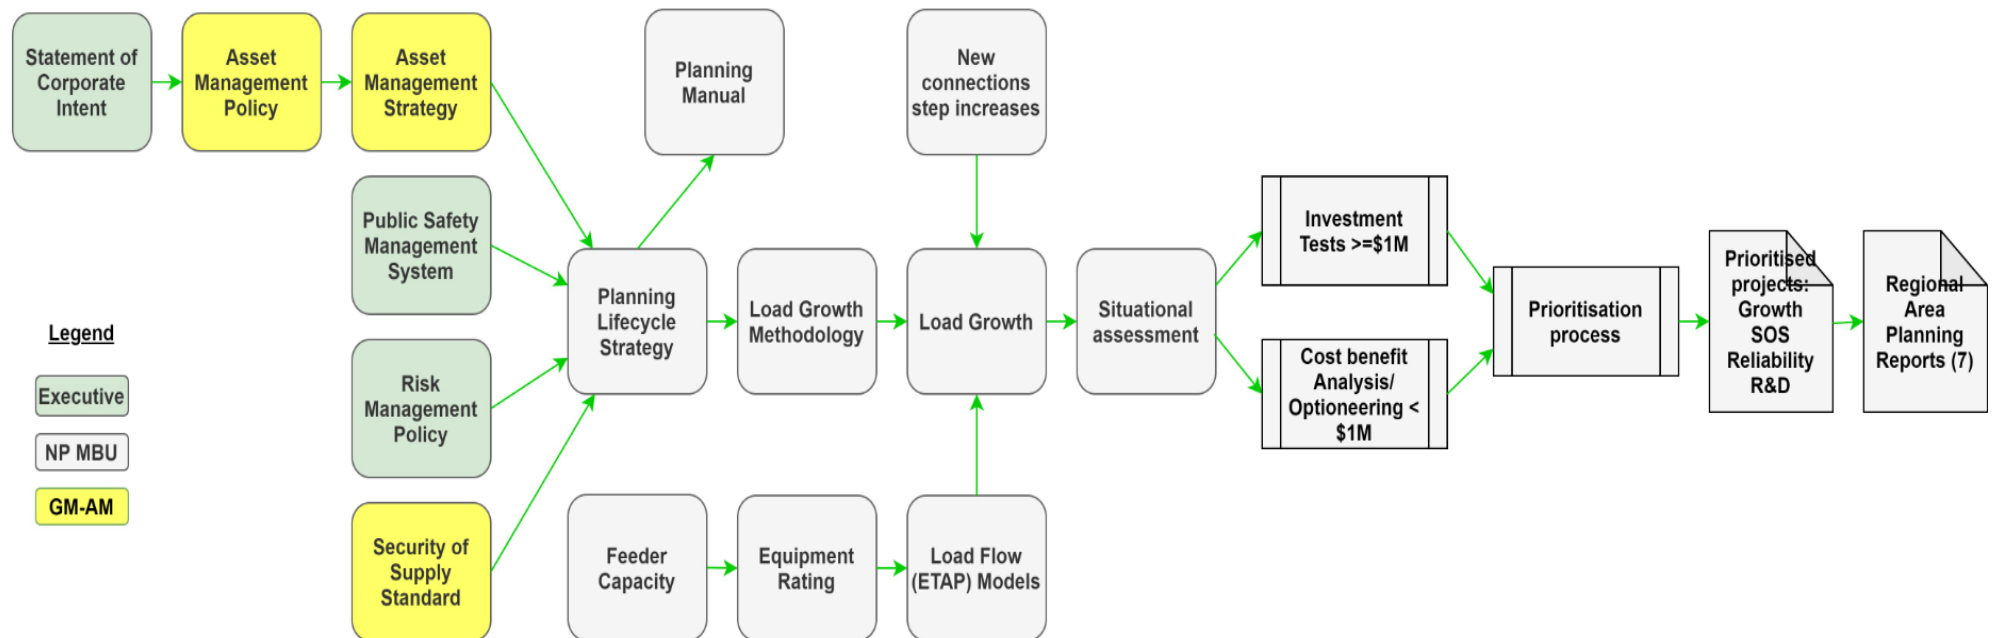 Statement of
Corporate
Intent
Asset
Management
Policy
Asset
Management
Strategy
Planning
Manual
New
connections
step increases
Public Safety
Management
System
Risk
Management
Policy
Security of
Supply
Standard
Planning
Lifecycle
Strategy
Load Growth
Methodology
Load Growth
Situational
assessment
Investment
Tests >=$1M
Cost benefit
Analysis/
Optioneering <
$1M
Prioritisation
process
Prioritised
projects:
Growth
SOS
Reliability
R&D
Regional
Area
Planning
Reports (7)
Feeder
Capacity
Equipment
Rating
Load Flow
(ETAP) Models
Legend
Executive
NP MBU
GM-AM